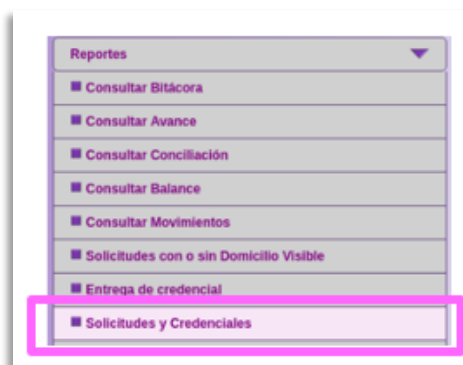 Reportes
Consultar Bitácora
Consultar Avance
Consultar Conciliación
Consultar Balance
Consultar Movimientos
Solicitudes con o sin Domicilio Visible
Entrega de credencial
Solicitudes y Credenciales